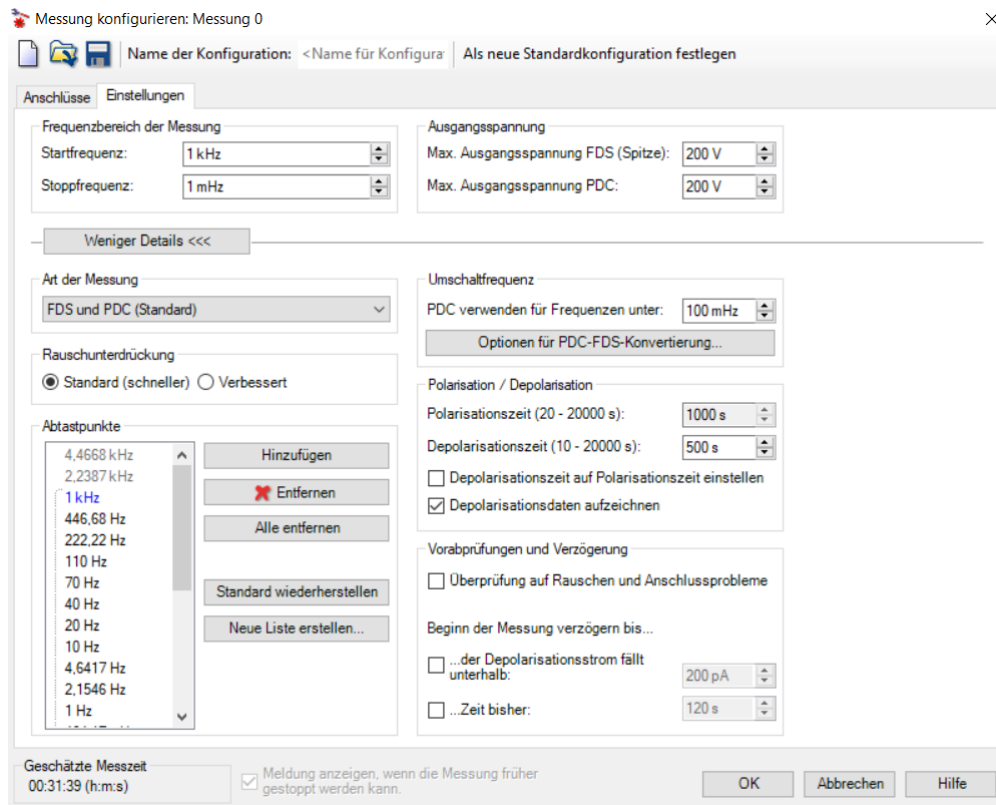 Messung konfigurieren: Messung 0
Name der Konfiguration: <Name für Konfigura Als neue Standardkonfiguration festlegen
Anschlüsse Einstellungen
Frequenzbereich der Messung
Startfrequenz: 1 kHz
Stoppfrequenz: 1 mHz
Ausgangsspannung
Max. Ausgangsspannung FDS (Spitze): 200 V
Max. Ausgangsspannung PDC: 200 V
Weniger Details <<<
Art der Messung
FDS und PDC (Standard)
Rauschunterdrückung
Standard (schneller) Verbessert
Abtastpunkte
4,4668 kHz
2,2387 kHz
1 kHz
446,68 Hz
222,22 Hz
110 Hz
70 Hz
40 Hz
20 Hz
10 Hz
4,6417 Hz
2,1546 Hz
1 Hz
Hinzufügen
Entfernen
Alle entfernen
Standard wiederherstellen
Neue Liste erstellen...
Umschaltfrequenz
PDC verwenden für Frequenzen unter: 100 mHz
Optionen für PDC-FDS-Konvertierung...
Polarisation / Depolarisation
Polarisationszeit (20 - 20000 s): 1000 s
Depolarisationszeit (10 - 20000 s): 500 s
Depolarisationszeit auf Polarisationszeit einstellen
Depolarisationsdaten aufzeichnen
Vorabprüfungen und Verzögerung
Überprüfung auf Rauschen und Anschlussprobleme
Beginn der Messung verzögern bis...
...der Depolarisationsstrom fällt
unterhalb: 200 pA
...Zeit bisher: 120 s
Geschätzte Messzeit
00:31:39 (h:m:s)
Meldung anzeigen, wenn die Messung früher
gestoppt werden kann.
OK Abbrechen Hilfe